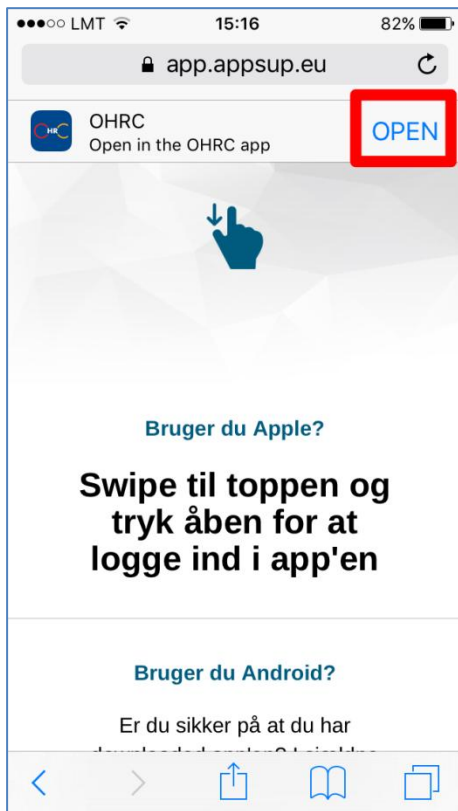 LMT 15:16 82%
app.appsup.eu
OHRC
Open in the OHRC app
OPEN
Bruger du Apple?
Swipe til toppen og
tryk åben for at
logge ind i app'en
Bruger du Android?
Er du sikker på at du har